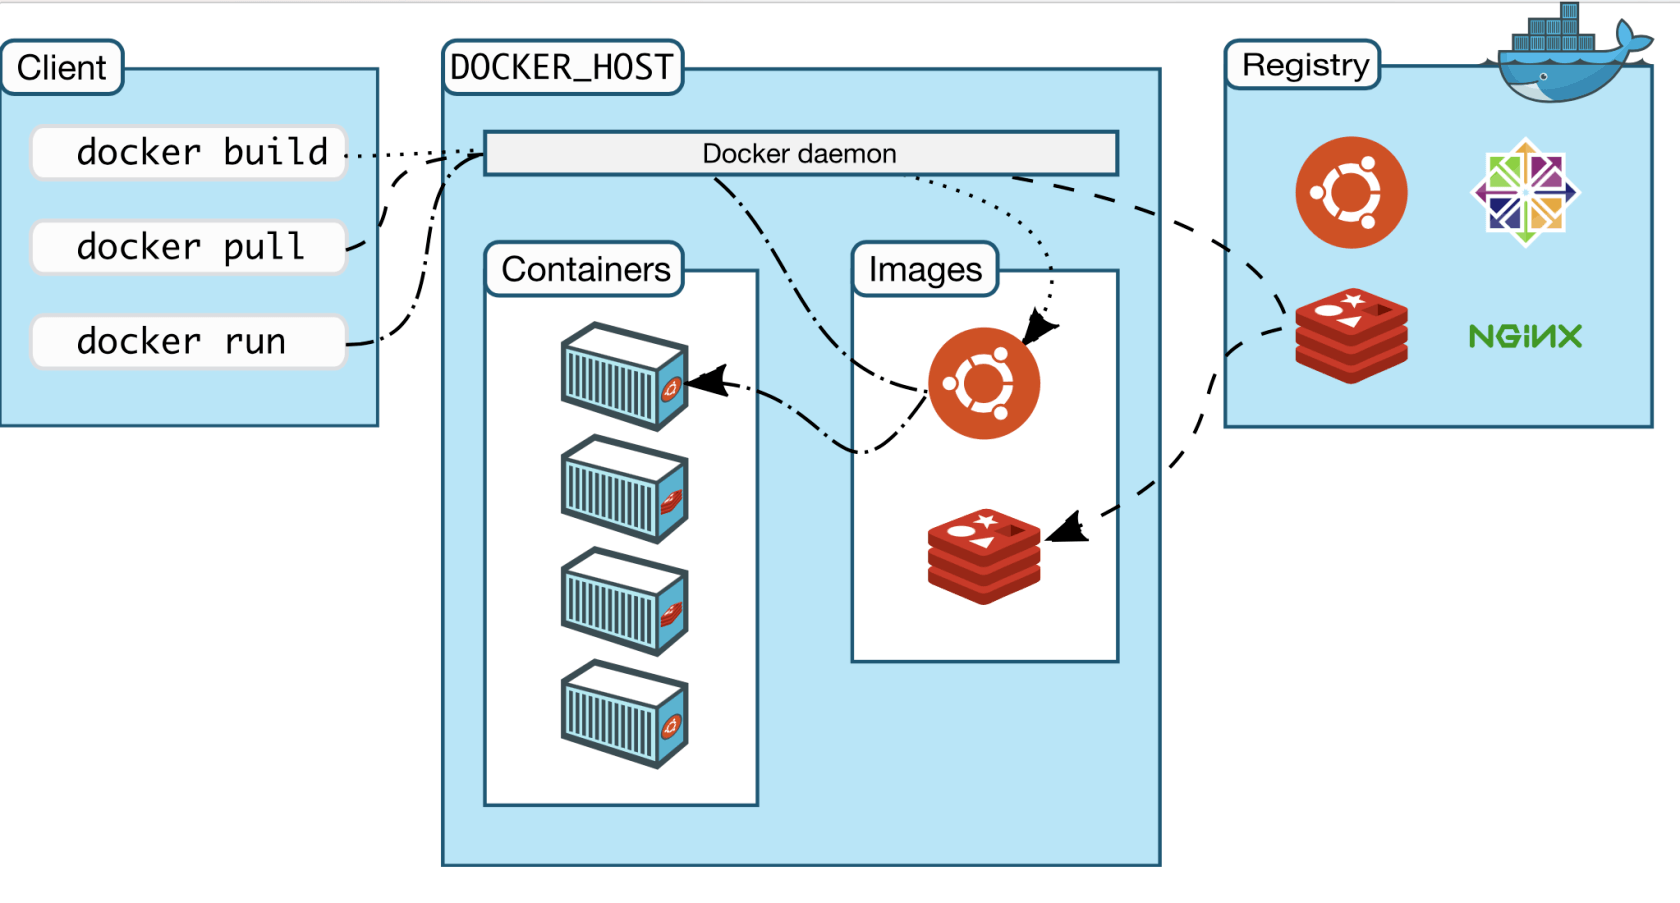 Client
docker build
docker pull
docker run
DOCKER_HOST
Docker daemon
Containers
Images
Registry
NGINX